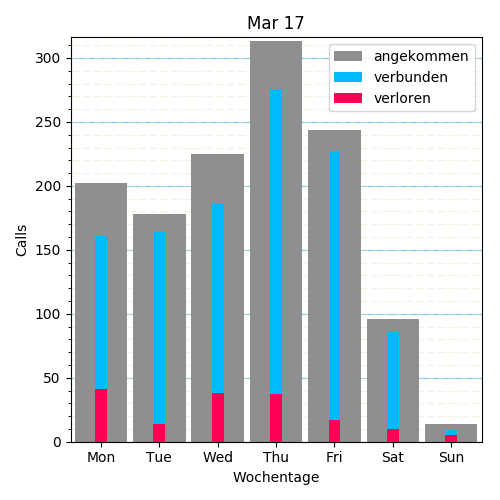 Mar 17
300
250
200
150
100
50
0
Calls
angekommen
verbunden
verloren
Mon Tue Wed Thu Fri Sat Sun
Wochentage